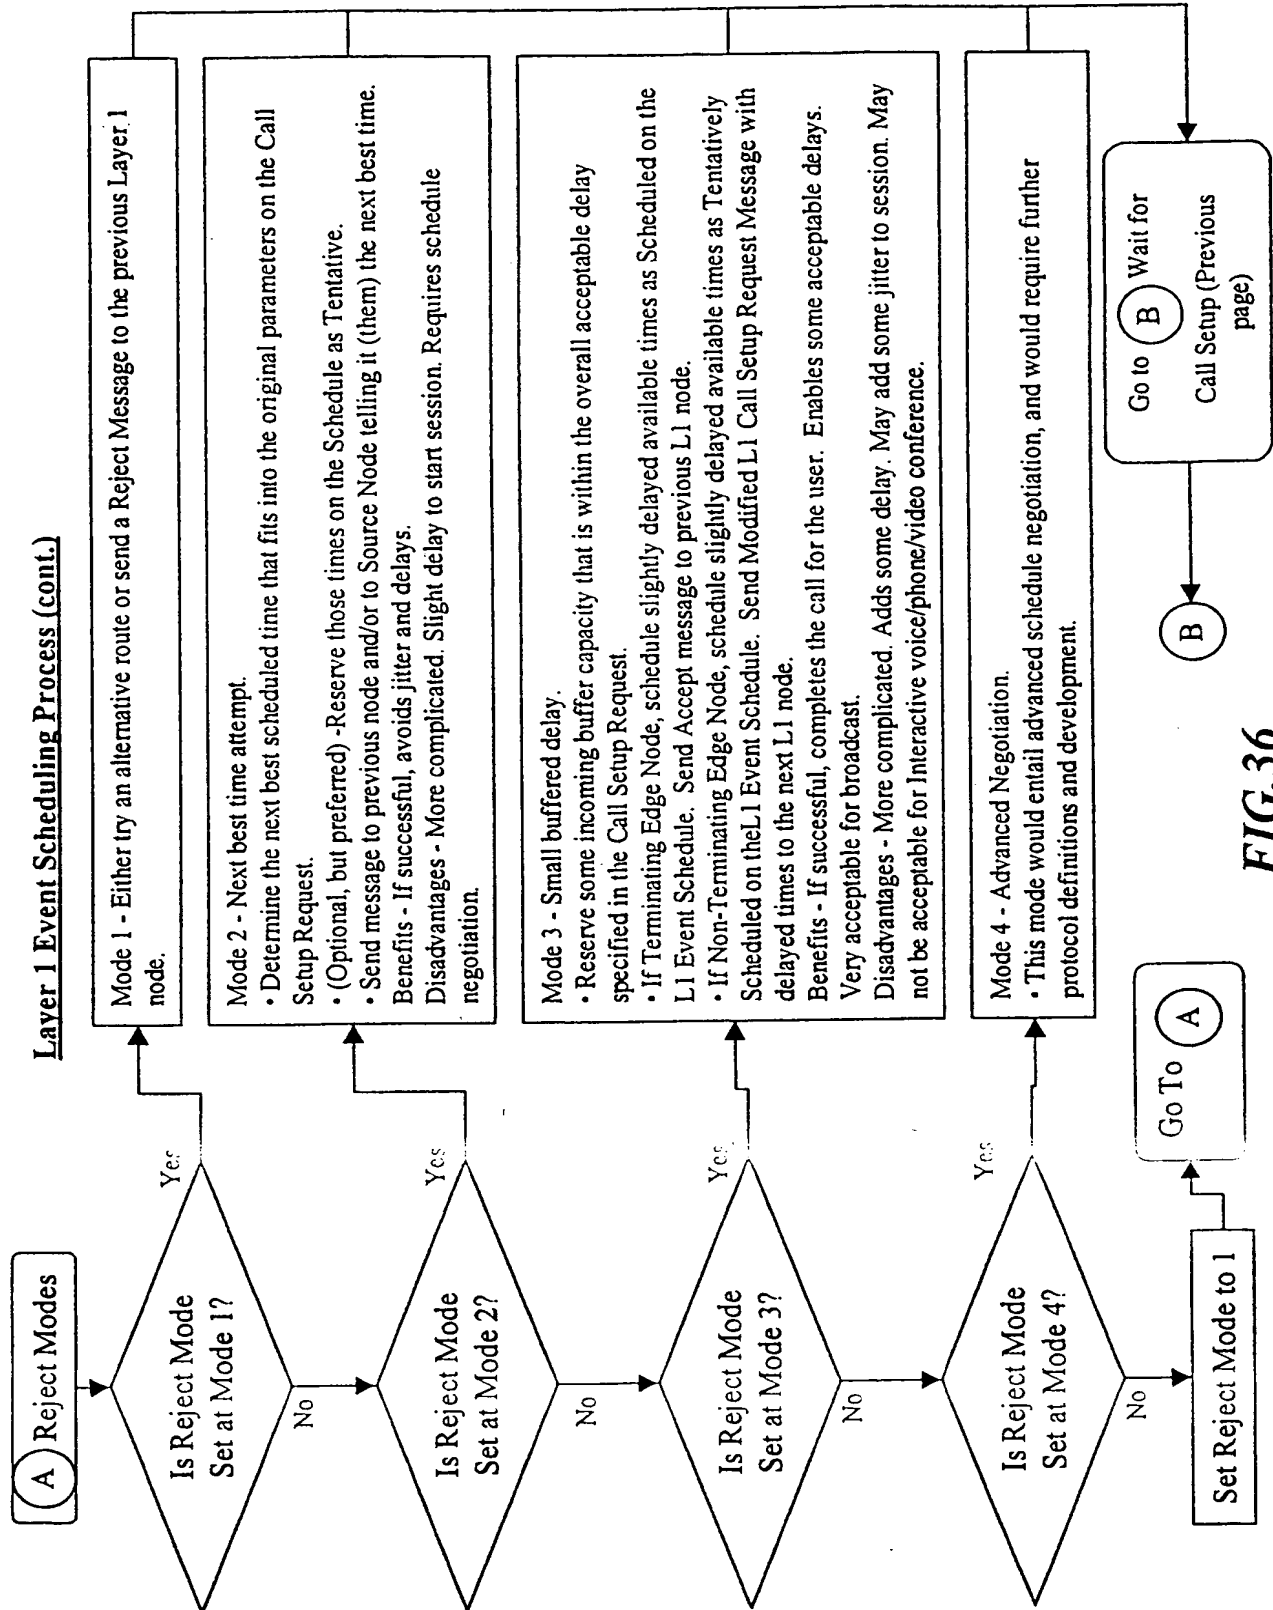 Layer 1 Event Scheduling Process (cont.)
A Reject Modes
Is Reject Mode
Set at Mode 1?
Yes
No
Mode 1 - Either try an alternative route or send a Reject Message to the previous Layer 1
node.
Is Reject Mode
Set at Mode 2?
Yes
No
Mode 2 - Next best time attempt.
• Determine the next best scheduled time that fits into the original parameters on the Call
Setup Request.
• (Optional, but preferred) -Reserve those times on the Schedule as Tentative.
• Send message to previous node and/or to Source Node telling it (them) the next best time.
Benefits - If successful, avoids jitter and delays.
Disadvantages - More complicated. Slight delay to start session. Requires schedule
negotiation.
Is Reject Mode
Set at Mode 3?
Yes
No
Mode 3 - Small buffered delay.
• Reserve some incoming buffer capacity that is within the overall acceptable delay
specified in the Call Setup Request.
• If Terminating Edge Node, schedule slightly delayed available times as Scheduled on the
L1 Event Schedule. Send Accept message to previous L1 node.
• If Non-Terminating Edge Node, schedule slightly delayed available times as Tentatively
Scheduled on theL1 Event Schedule. Send Modified L1 Call Setup Request Message with
delayed times to the next L1 node.
Benefits - If successful, completes the call for the user. Enables some acceptable delays.
Very acceptable for broadcast.
Disadvantages - More complicated. Adds some delay. May add some jitter to session. May
not be acceptable for Interactive voice/phone/video conference.
Is Reject Mode
Set at Mode 4?
Yes
No
Mode 4 - Advanced Negotiation.
• This mode would entail advanced schedule negotiation, and would require further
protocol definitions and development.
Set Reject Mode to 1
Go To A
B
Go to B Wait for
Call Setup (Previous
page)
FIG.36